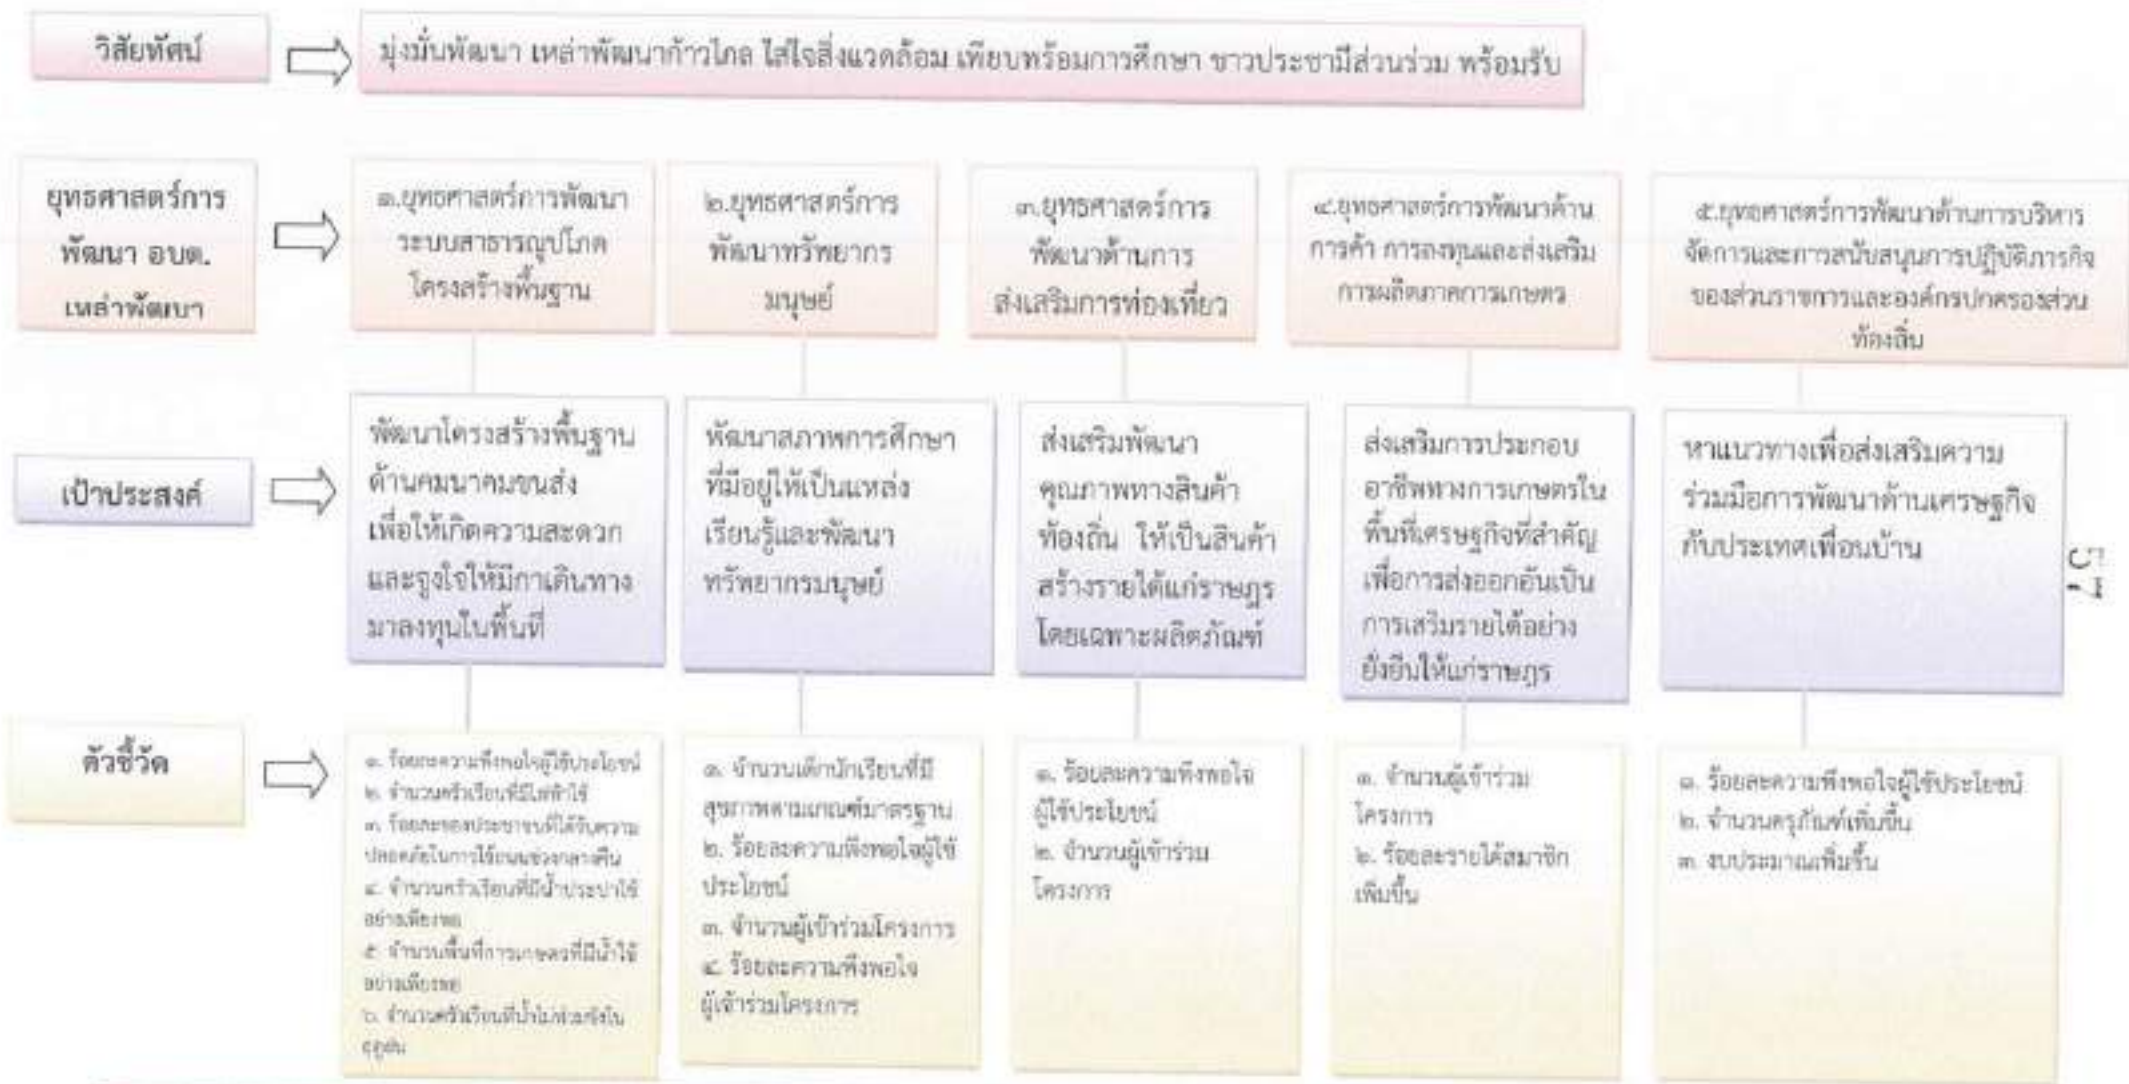 วิสัยทัศน์
มุ่งมั่นพัฒนา เหล่าพัฒนาก้าวไกล ใส่ใจสิ่งแวดล้อม เพียบพร้อมการศึกษา ชาวประชามีส่วนร่วม พร้อมรับ
ยุทธศาสตร์การ
พัฒนา อบต.
เหล่าพัฒนา
๑.ยุทธศาสตร์การพัฒนา
ระบบสาธารณูปโภค
โครงสร้างพื้นฐาน
๒.ยุทธศาสตร์การ
พัฒนาทรัพยากร
มนุษย์
๓.ยุทธศาสตร์การ
พัฒนาด้านการ
ส่งเสริมการท่องเที่ยว
๔.ยุทธศาสตร์การพัฒนาด้าน
การค้า การลงทุนและส่งเสริม
การผลิตภาคการเกษตร
๕.ยุทธศาสตร์การพัฒนาด้านการบริหาร
จัดการและการสนับสนุนการปฏิบัติภารกิจ
ของส่วนราชการและองค์กรปกครองส่วน
ท้องถิ่น
เป้าประสงค์
พัฒนาโครงสร้างพื้นฐาน
ด้านคมนาคมขนส่ง
เพื่อให้เกิดความสะดวก
และจูงใจให้มีกาเดินทาง
มาลงทุนในพื้นที่
พัฒนาสภาพการศึกษา
ที่มีอยู่ให้เป็นแหล่ง
เรียนรู้และพัฒนา
ทรัพยากรมนุษย์
ส่งเสริมพัฒนา
คุณภาพทางสินค้า
ท้องถิ่น ให้เป็นสินค้า
สร้างรายได้แก่ราษฎร
โดยเฉพาะผลิตภัณฑ์
ส่งเสริมการประกอบ
อาชีพทางการเกษตรใน
พื้นที่เศรษฐกิจที่สำคัญ
เพื่อการส่งออกอันเป็น
การเสริมรายได้อย่าง
ยั่งยืนให้แก่ราษฎร
หาแนวทางเพื่อส่งเสริมความ
ร่วมมือการพัฒนาด้านเศรษฐกิจ
กับประเทศเพื่อนบ้าน
ตัวชี้วัด
๑. ร้อยละความพึงพอใจผู้ใช้ประโยชน์
๒. จำนวนครัวเรือนที่มีไฟฟ้าใช้
๓. ร้อยละของประชาชนที่ได้รับความ
ปลอดภัยในการใช้ถนนช่วงกลางคืน
๔. จำนวนครัวเรือนที่มีน้ำประปาใช้
อย่างเพียงพอ
๕ จำนวนพื้นที่การเกษตรที่มีน้ำใช้
อย่างเพียงพอ
๖. จำนวนครัวเรือนที่น้ำไม่ท่วมขังใน
ฤดูฝน
๑. จำนวนเด็กนักเรียนที่มี
สุขภาพตามเกณฑ์มาตรฐาน
๒. ร้อยละความพึงพอใจผู้ใช้
ประโยชน์
๓. จำนวนผู้เข้าร่วมโครงการ
๔. ร้อยละความพึงพอใจ
ผู้เข้าร่วมโครงการ
๑. ร้อยละความพึงพอใจ
ผู้ใช้ประโยชน์
๒. จำนวนผู้เข้าร่วม
โครงการ
๑. จำนวนผู้เข้าร่วม
โครงการ
๒. ร้อยละรายได้สมาชิก
เพิ่มขึ้น
๑. ร้อยละความพึงพอใจผู้ใช้ประโยชน์
๒. จำนวนครุภัณฑ์เพิ่มขึ้น
๓. งบประมาณเพิ่มขึ้น